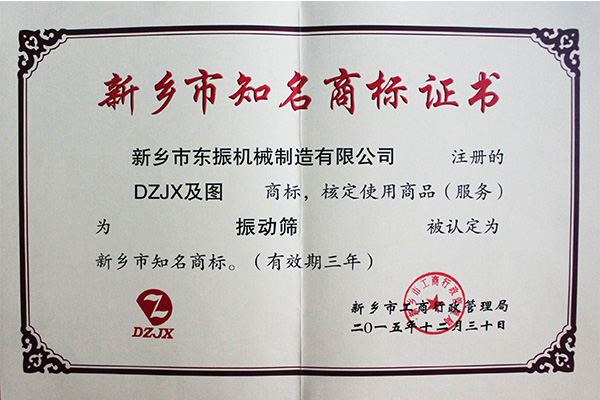 新乡市知名商标证书
新乡市东振机械制造有限公司 注册的
DZJX及图 商标，核定使用商品（服务）
为 振动筛 被认定为
新乡市知名商标。（有效期三年）
DZJX
新乡市工商行政管理局
二〇一五年十二月三十日